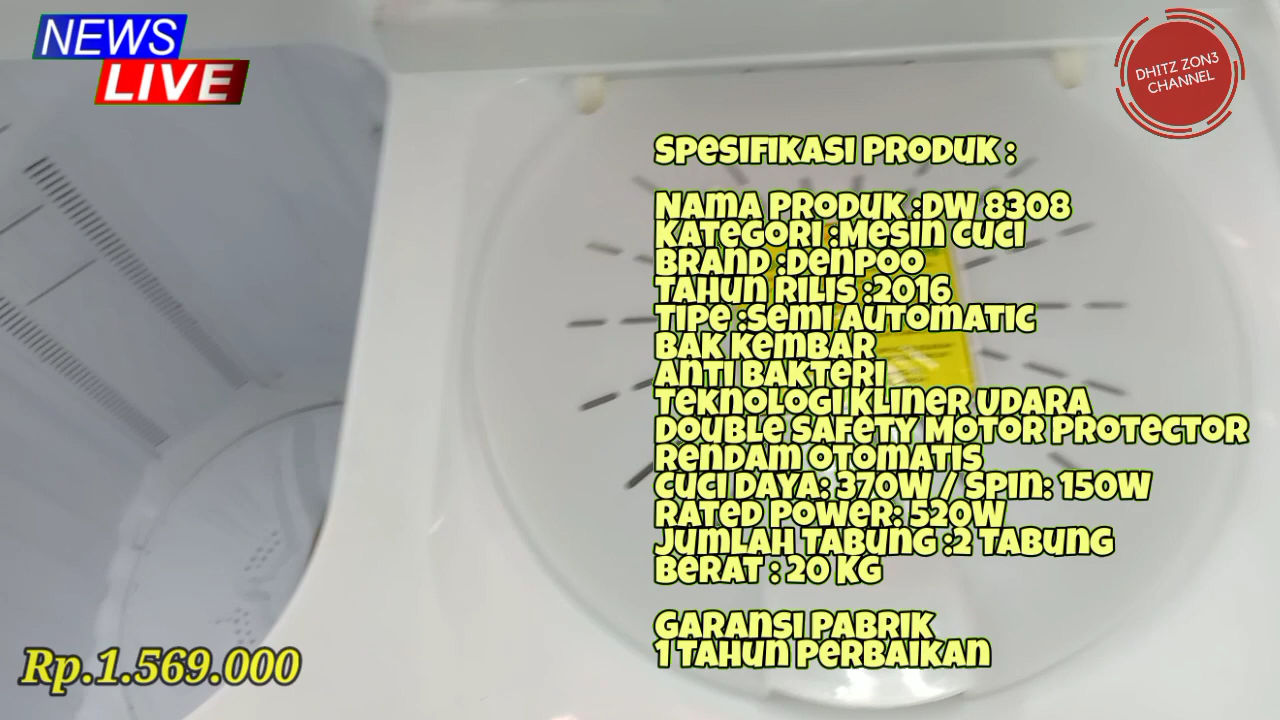 NEWS
LIVE
DHITZ ZON3
CHANNEL
SPESIFIKASI PRODUK :
NAMA PRODUK :DW 8308
KATEGORI :MESIN CUCI
BRAND :DENPOO
TAHUN RILIS :2016
TIPE :SEMI AUTOMATIC
BAK KEMBAR
ANTI BAKTERI
TEKNOLOGI KLINER UDARA
DOUBLE SAFETY MOTOR PROTECTOR
RENDAM OTOMATIS
CUCI DAYA: 370W / SPIN: 150W
RATED POWER: 520W
JUMLAH TABUNG :2 TABUNG
BERAT : 20 KG
GARANSI PABRIK
1 TAHUN PERBAIKAN
Rp.1.569.000